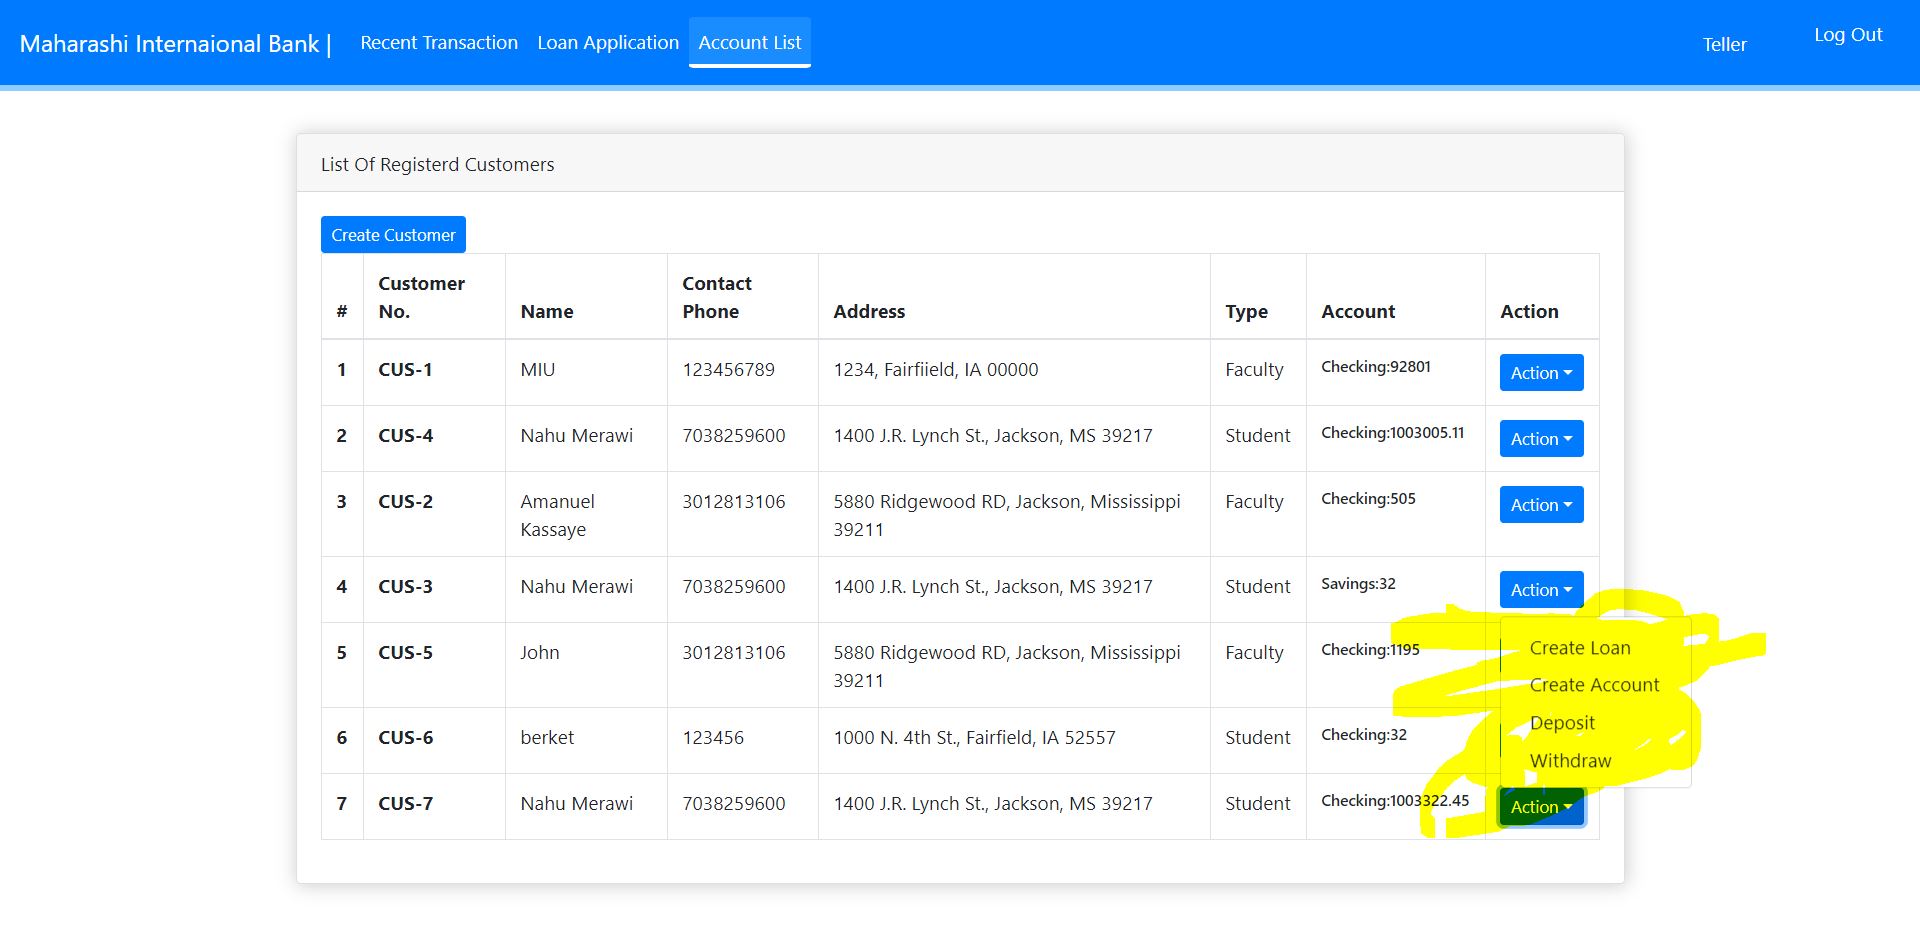 Maharashi Internaional Bank | Recent Transaction Loan Application Account List Teller Log Out
List Of Registerd Customers
Create Customer
# Customer No. Name Contact Phone Address Type Account Action
1 CUS-1 MIU 123456789 1234, Fairfiield, IA 00000 Faculty Checking:92801 Action
2 CUS-4 Nahu Merawi 7038259600 1400 J.R. Lynch St., Jackson, MS 39217 Student Checking:1003005.11 Action
3 CUS-2 Amanuel Kassaye 3012813106 5880 Ridgewood RD, Jackson, Mississippi 39211 Faculty Checking:505 Action
4 CUS-3 Nahu Merawi 7038259600 1400 J.R. Lynch St., Jackson, MS 39217 Student Savings:32 Action
5 CUS-5 John 3012813106 5880 Ridgewood RD, Jackson, Mississippi 39211 Faculty Checking:1195
Create Loan
Create Account
6 CUS-6 berket 123456 1000 N. 4th St., Fairfield, IA 52557 Student Checking:32
Deposit
Withdraw
7 CUS-7 Nahu Merawi 7038259600 1400 J.R. Lynch St., Jackson, MS 39217 Student Checking:1003322.45 Action